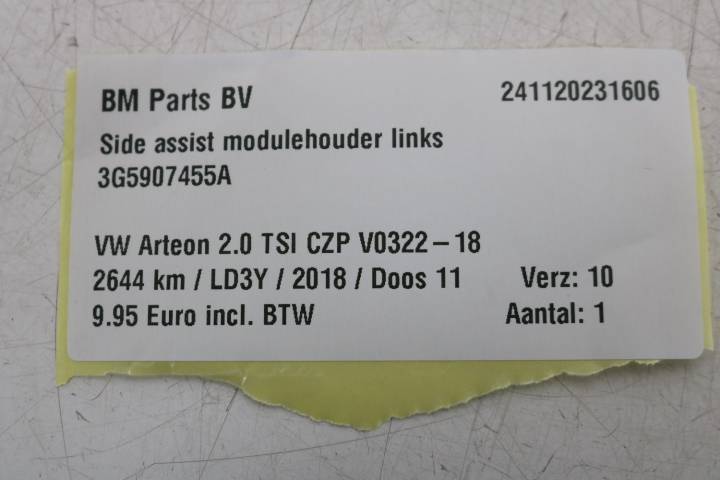 BM Parts BV 241120231606
Side assist modulehouder links
3G5907455A
VW Arteon 2.0 TSI CZP V0322-18
2644 km / LD3Y / 2018 / Doos 11 Verz: 10
9.95 Euro incl. BTW Aantal: 1